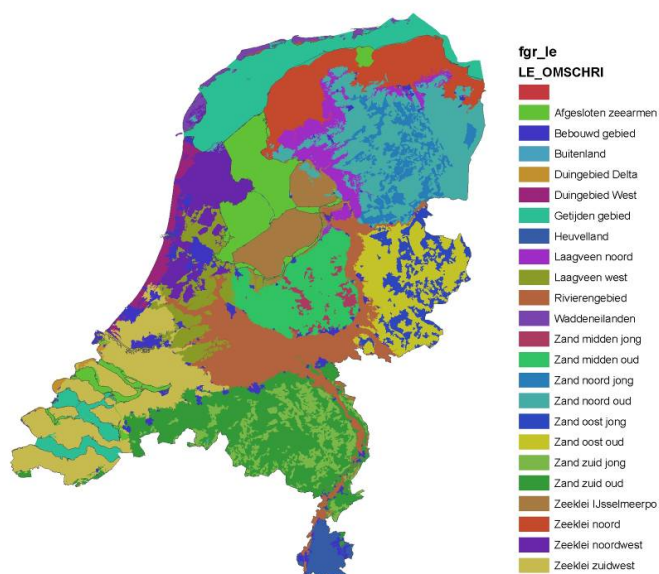 fgr_le
LE_OMSCHRI
Afgesloten zeearmen
Bebouwd gebied
Buitenland
Duingebied Delta
Duingebied West
Getijden gebied
Heuvelland
Laagveen noord
Laagveen west
Rivierengebied
Waddeneilanden
Zand midden jong
Zand midden oud
Zand noord jong
Zand noord oud
Zand oost jong
Zand oost oud
Zand zuid jong
Zand zuid oud
Zeeklei IJsselmeerpo
Zeeklei noord
Zeeklei noordwest
Zeeklei zuidwest